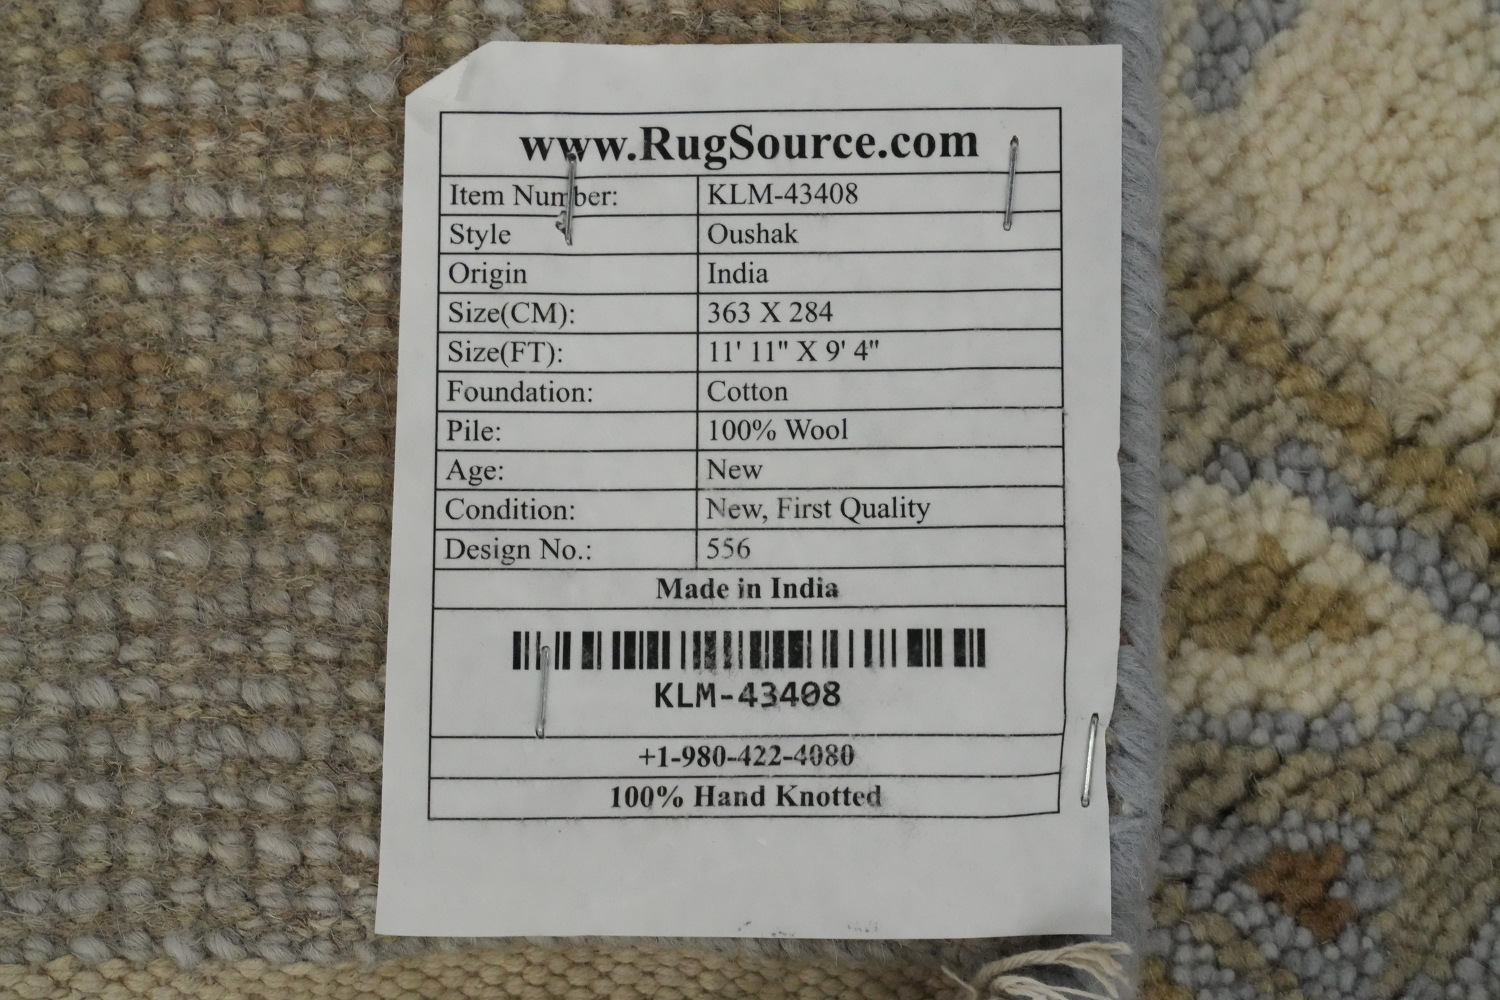 www.RugSource.com
Item Number: KLM-43408
Style Oushak
Origin India
Size(CM): 363 X 284
Size(FT): 11' 11" X 9' 4"
Foundation: Cotton
Pile: 100% Wool
Age: New
Condition: New, First Quality
Design No.: 556
Made in India
KLM-43408
+1-980-422-4080
100% Hand Knotted